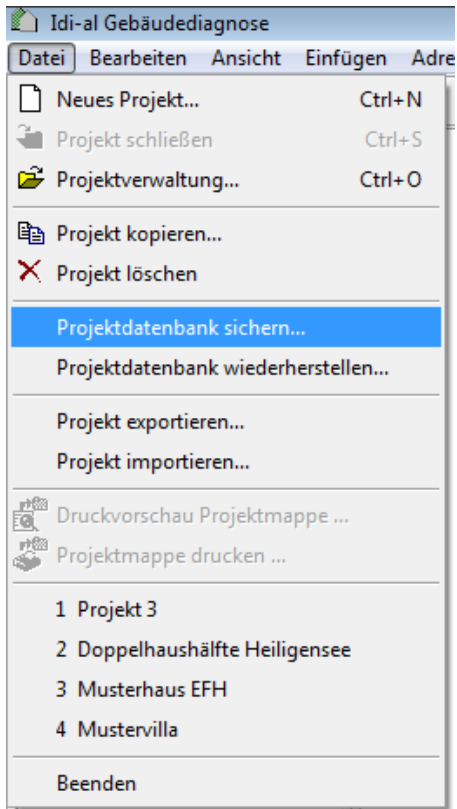 Idi-al Gebäudediagnose
Datei Bearbeiten Ansicht Einfügen Adre
Neues Projekt... Ctrl+N
Projekt schließen Ctrl+S
Projektverwaltung... Ctrl+O
Projekt kopieren...
Projekt löschen
Projektdatenbank sichern...
Projektdatenbank wiederherstellen...
Projekt exportieren...
Projekt importieren...
Druckvorschau Projektmappe ...
Projektmappe drucken ...
1 Projekt 3
2 Doppelhaushälfte Heiligensee
3 Musterhaus EFH
4 Mustervilla
Beenden